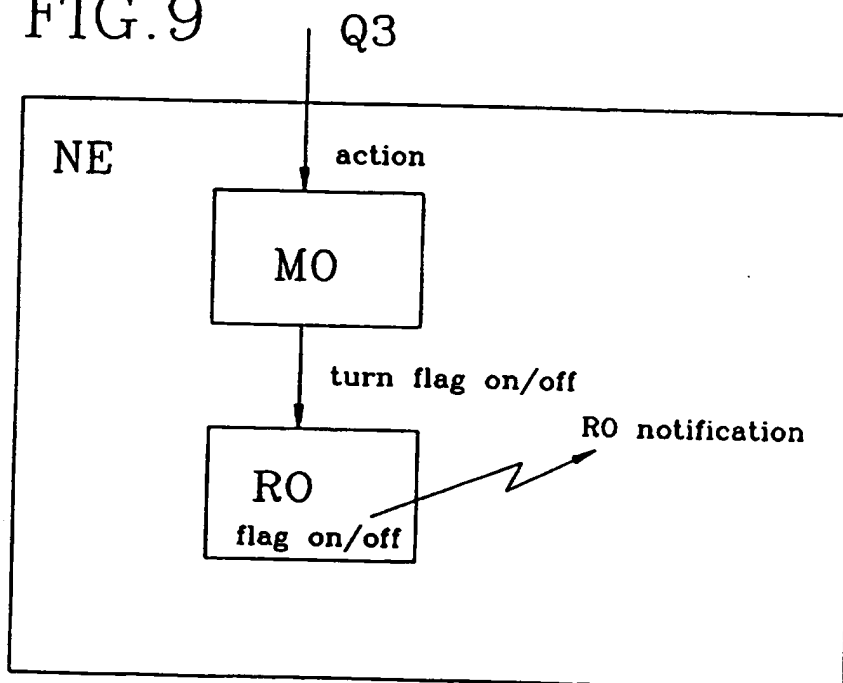 FIG.9
Q3
NE
action
MO
turn flag on/off
RO notification
RO
flag on/off